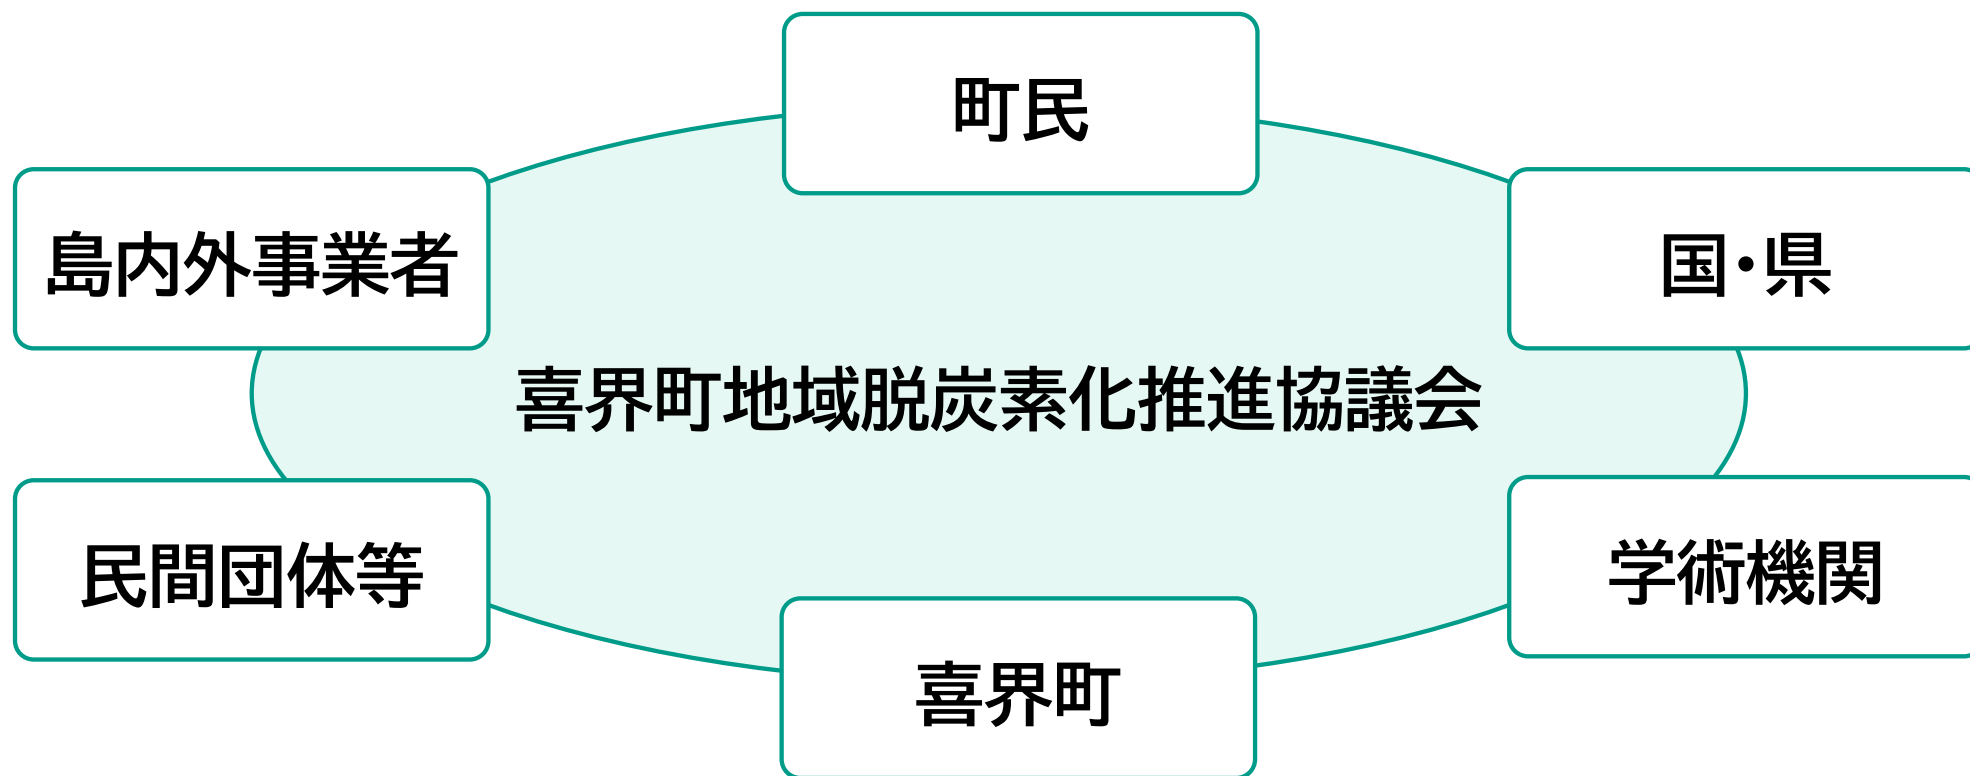 町民
島内外事業者
国・県
喜界町地域脱炭素化推進協議会
民間団体等
学術機関
喜界町